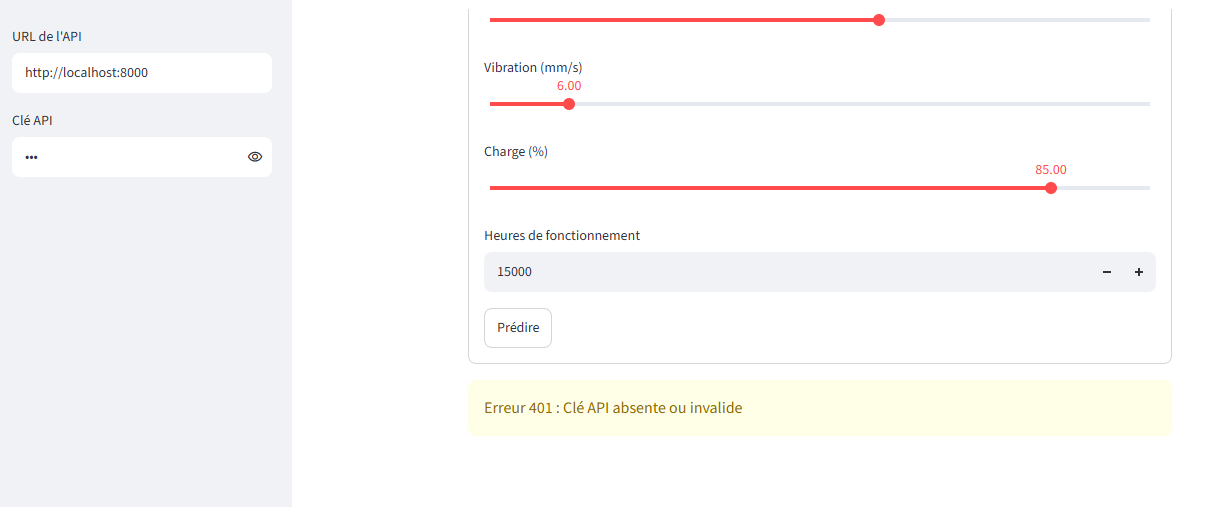 URL de l'API
http://localhost:8000
Clé API
•••
Vibration (mm/s)
6.00
Charge (%)
85.00
Heures de fonctionnement
15000
Prédire
Erreur 401 : Clé API absente ou invalide